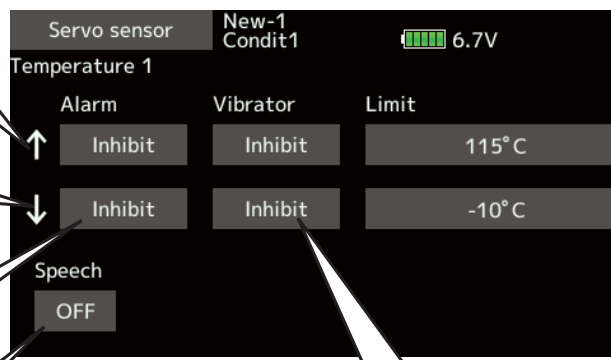 Servo sensor
New-1
Condit1
6.7V
Temperature 1
Alarm Vibrator Limit
↑ Inhibit Inhibit 115°C
↓ Inhibit Inhibit -10°C
Speech
OFF